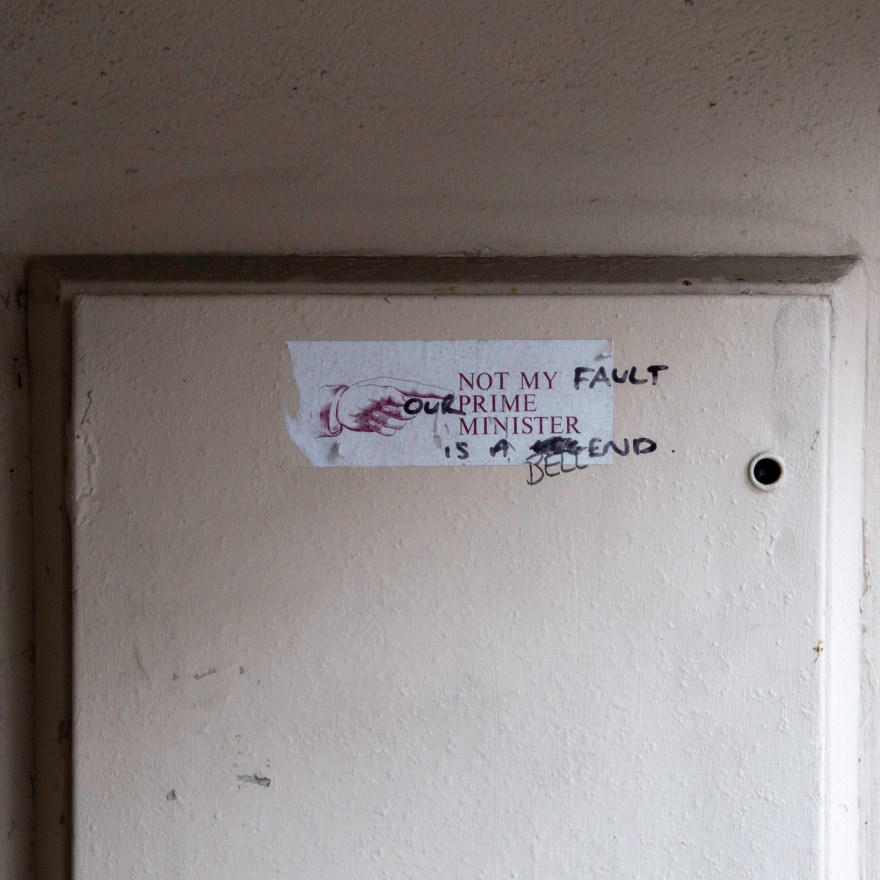 NOT MY FAULT
OUR PRIME
MINISTER
IS A END
BELL